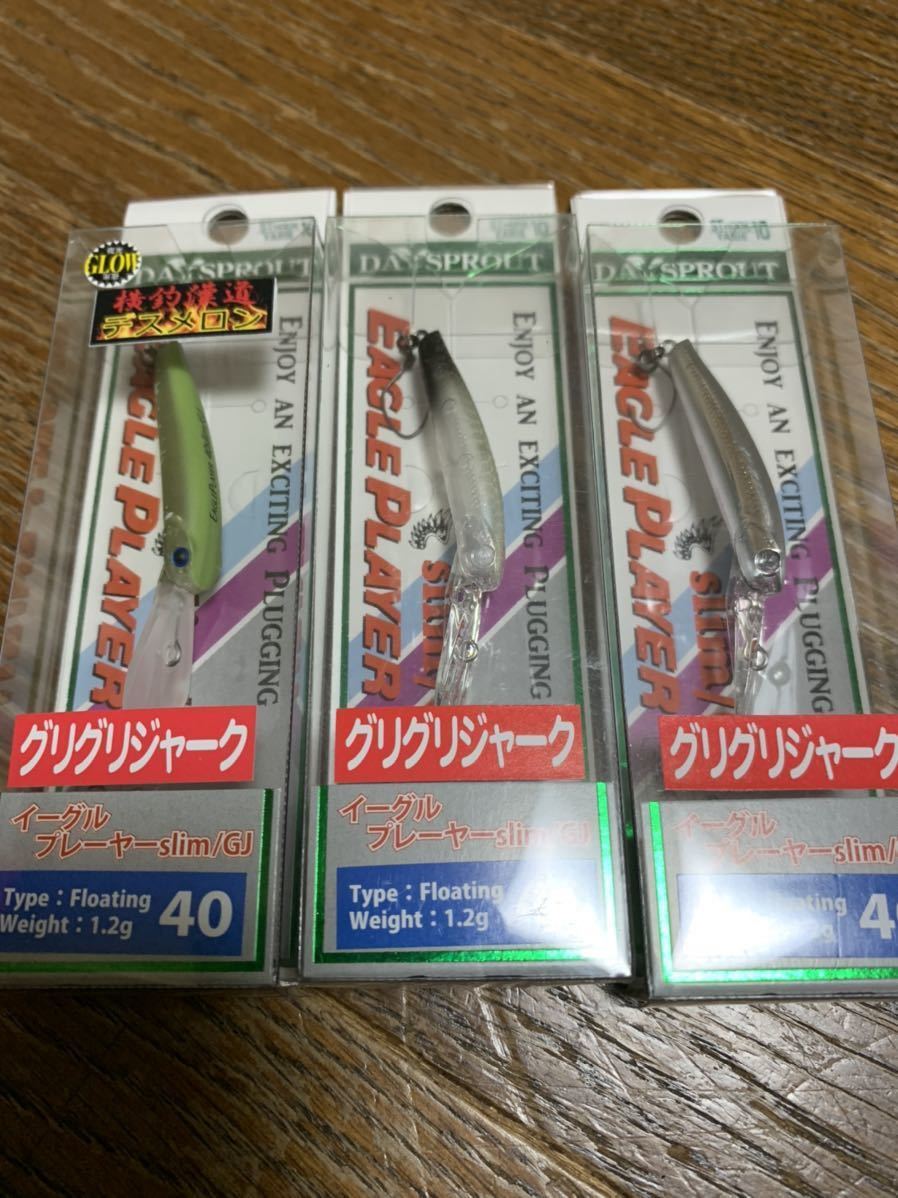 GLOW
横釣漢道
デスメロン
DAYSPROUT
ENJOY AN EXCITING PLUGGING
EAGLE PLAYER
グリグリジャーク
イーグル
プレーヤーslim/GJ
Type : Floating
Weight : 1.2g
40
DAYSPROUT
ENJOY AN EXCITING PLUGGING
EAGLE PLAYER
slim/
グリグリジャーク
イーグル
プレーヤーslim/GJ
Type : Floating
Weight : 1.2g
DAYSPROUT
ENJOY AN EXCITING PLUGGING
EAGLE PLAYER
slim/
グリグリジャーク
イーグル
プレーヤーslim/